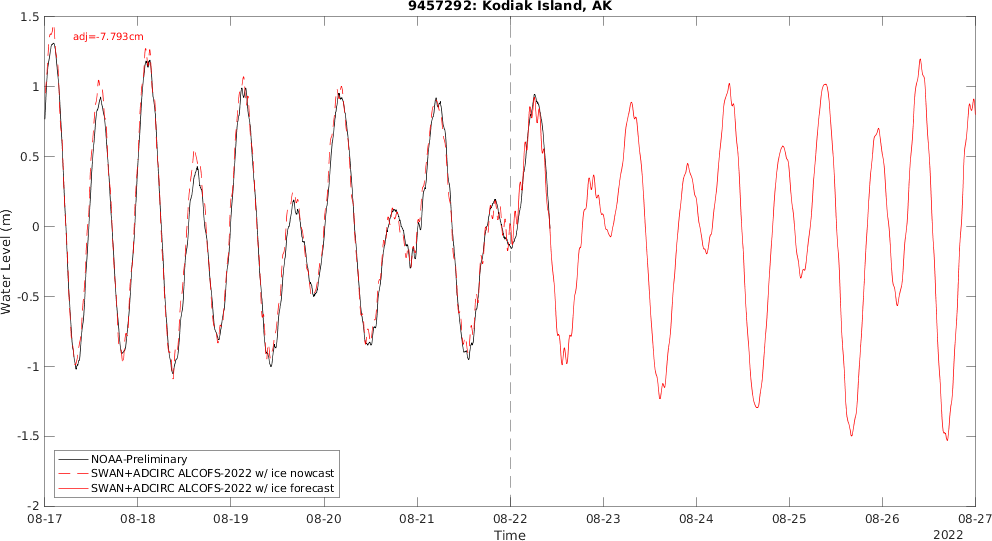 9457292: Kodiak Island, AK
adj=-7.793cm
1.5
1
0.5
0
-0.5
-1
-1.5
-2
Water Level (m)
NOAA-Preliminary
SWAN+ADCIRC ALCOFS-2022 w/ ice nowcast
SWAN+ADCIRC ALCOFS-2022 w/ ice forecast
08-17 08-18 08-19 08-20 08-21 08-22 08-23 08-24 08-25 08-26 08-27
Time
2022